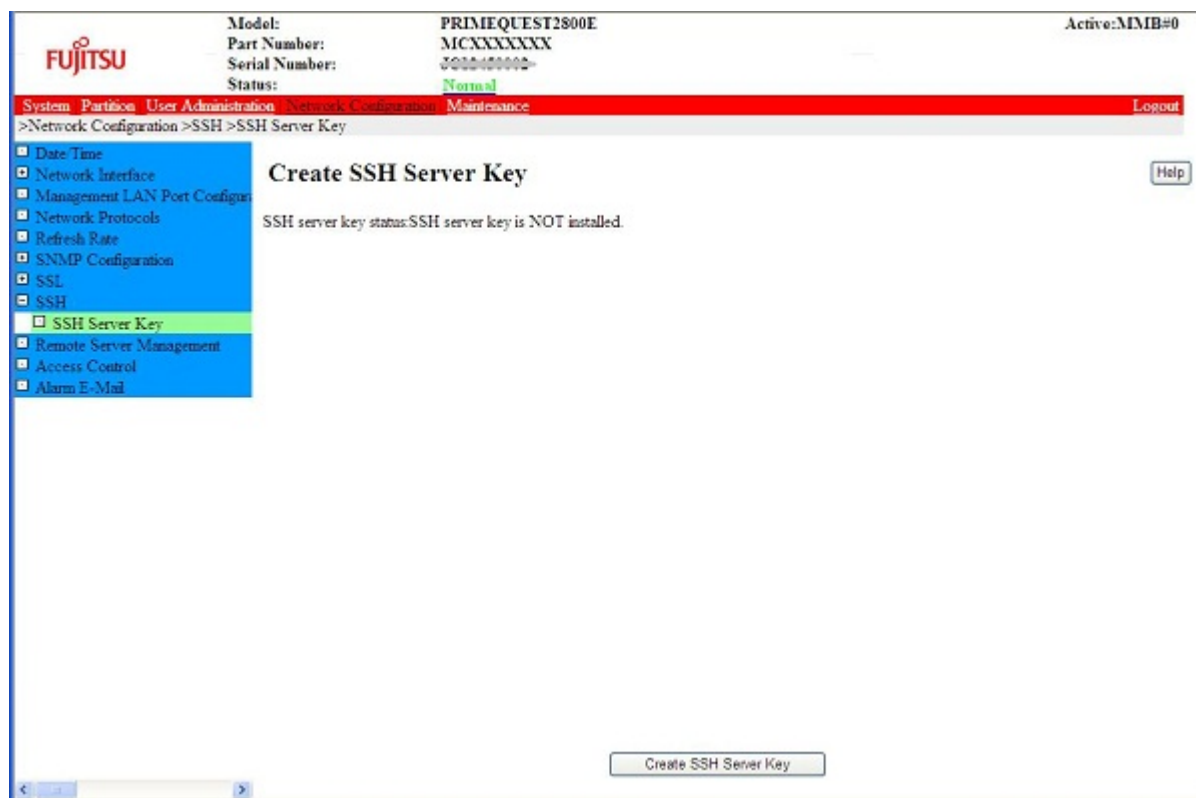 FUJITSU
Model: PRIMEQUEST2800E
Active:MMB#0
Part Number: MCXXXXXXX
Serial Number:
Status: Normal
System Partition User Administration Network Configuration Maintenance Logout
>Network Configuration >SSH >SSH Server Key
Date/Time
Network Interface
Management LAN Port Configur
Network Protocols
Refresh Rate
SNMP Configuration
SSL
SSH
SSH Server Key
Remote Server Management
Access Control
Alarm E-Mail
Create SSH Server Key
Help
SSH server key status:SSH server key is NOT installed.
Create SSH Server Key